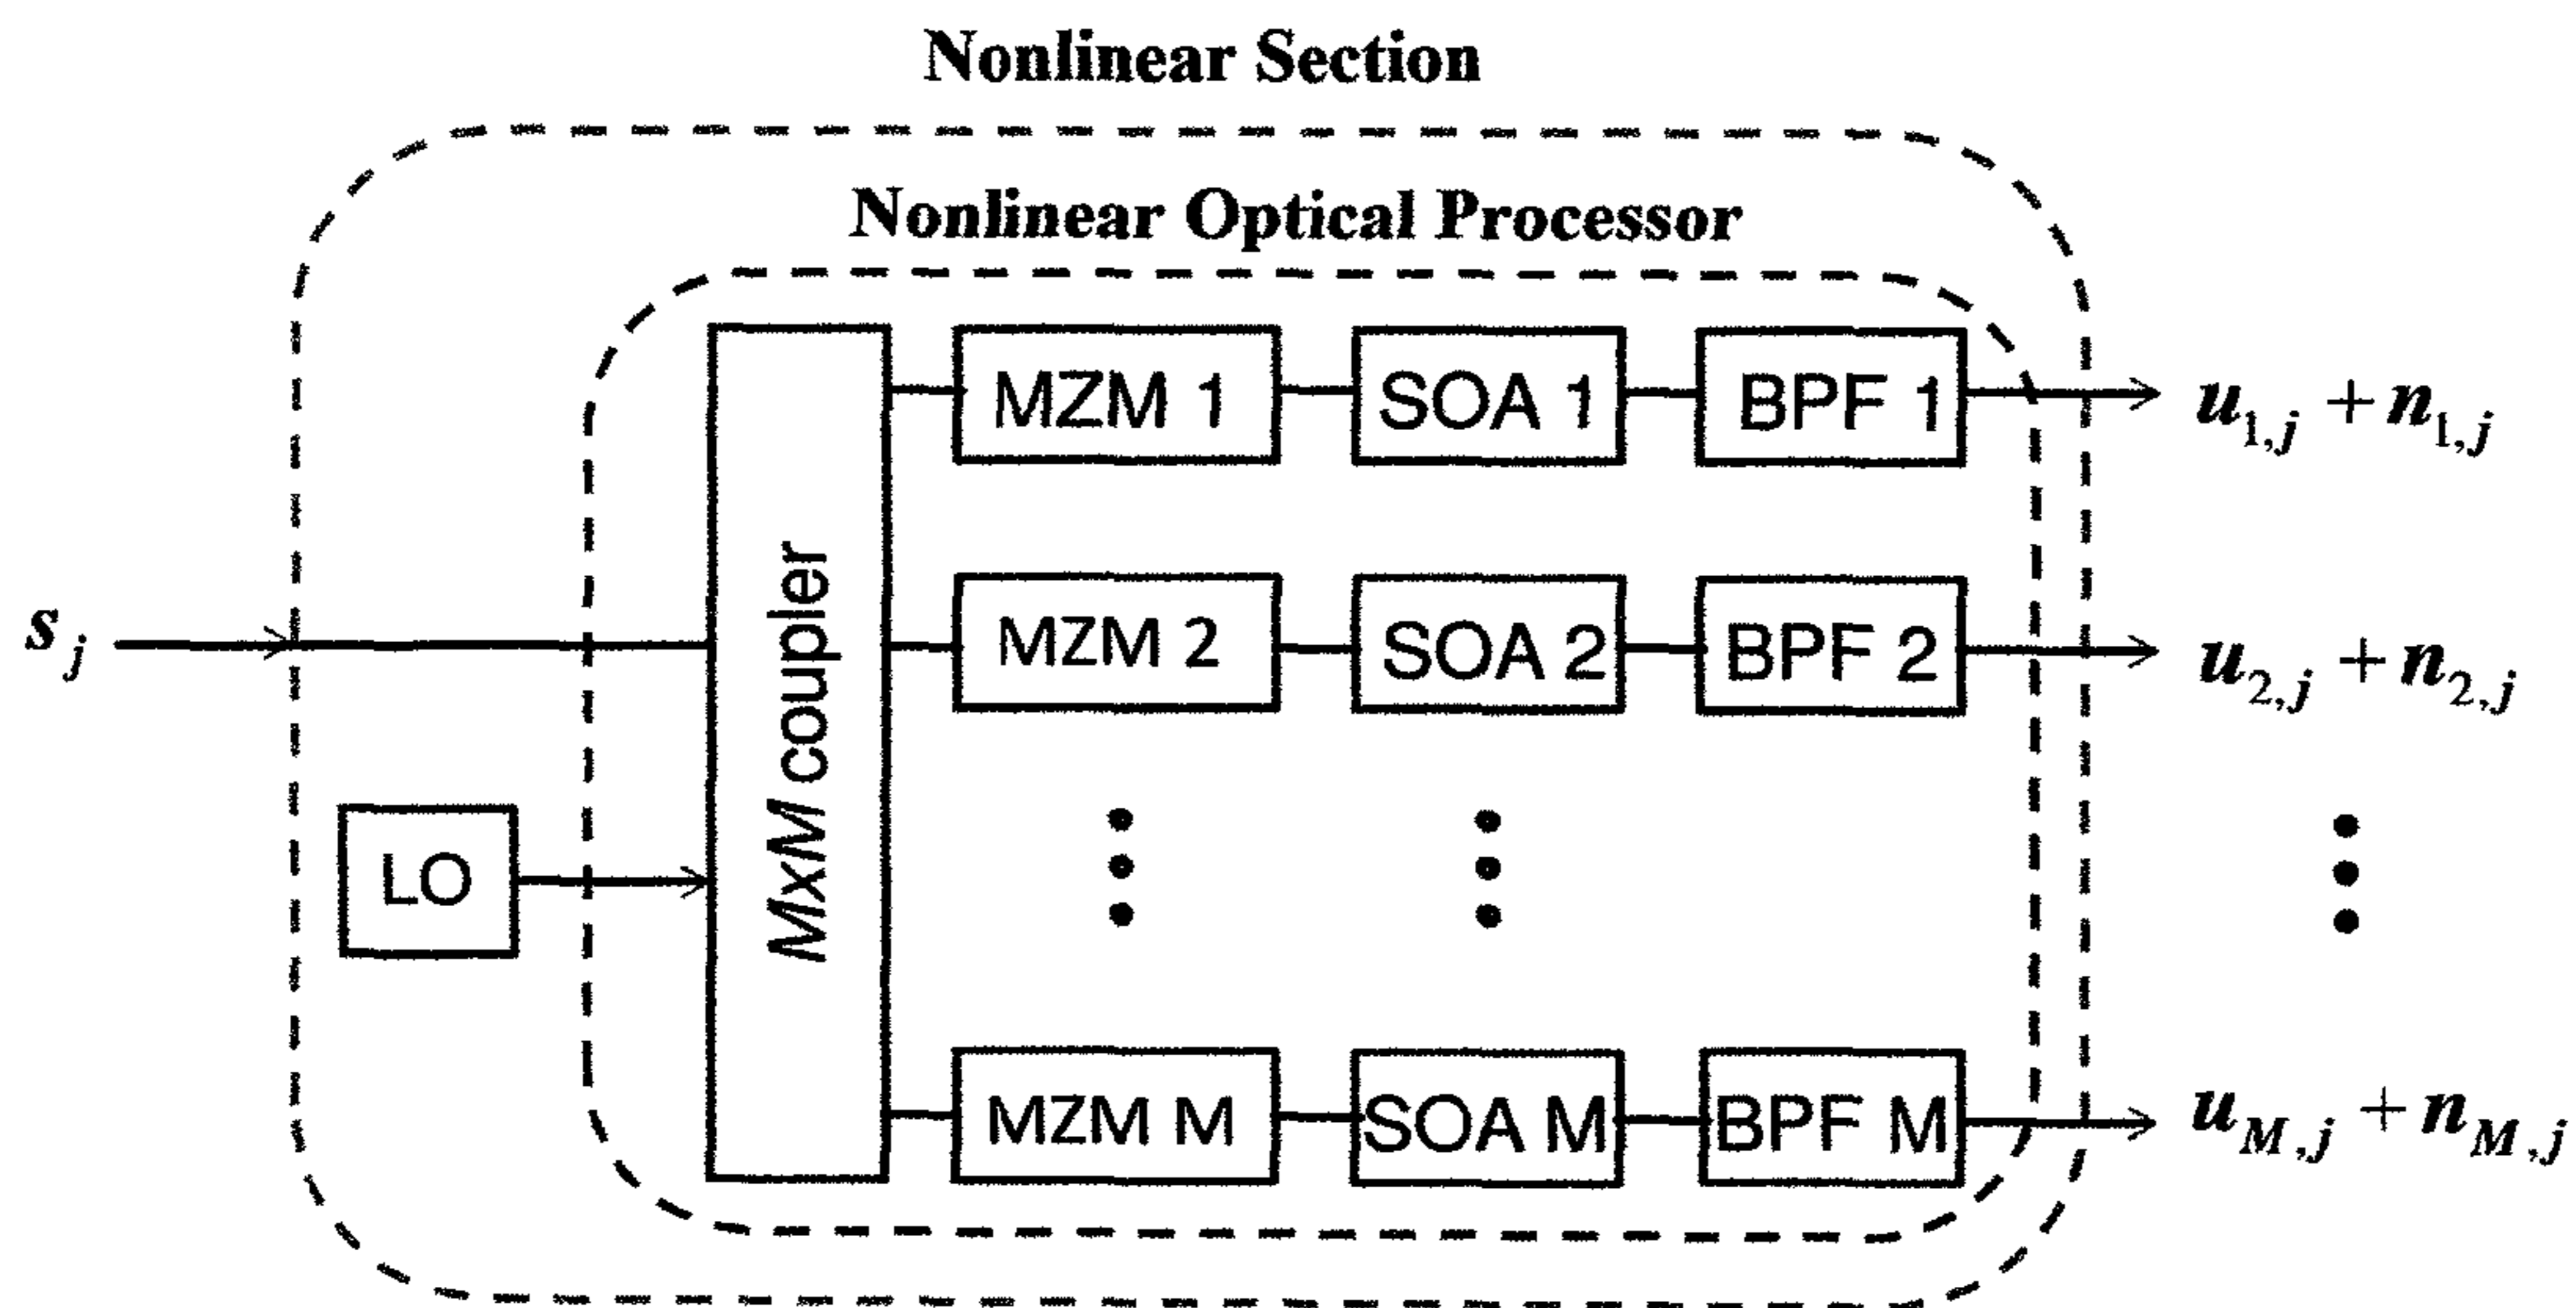 Nonlinear Section
Nonlinear Optical Processor
MZM 1
SOA 1
BPF 1
u1,j + n1,j
MxM coupler
sj
MZM 2
SOA 2
BPF 2
u2,j + n2,j
LO
MZM M
SOA M
BPF M
uM,j + nM,j